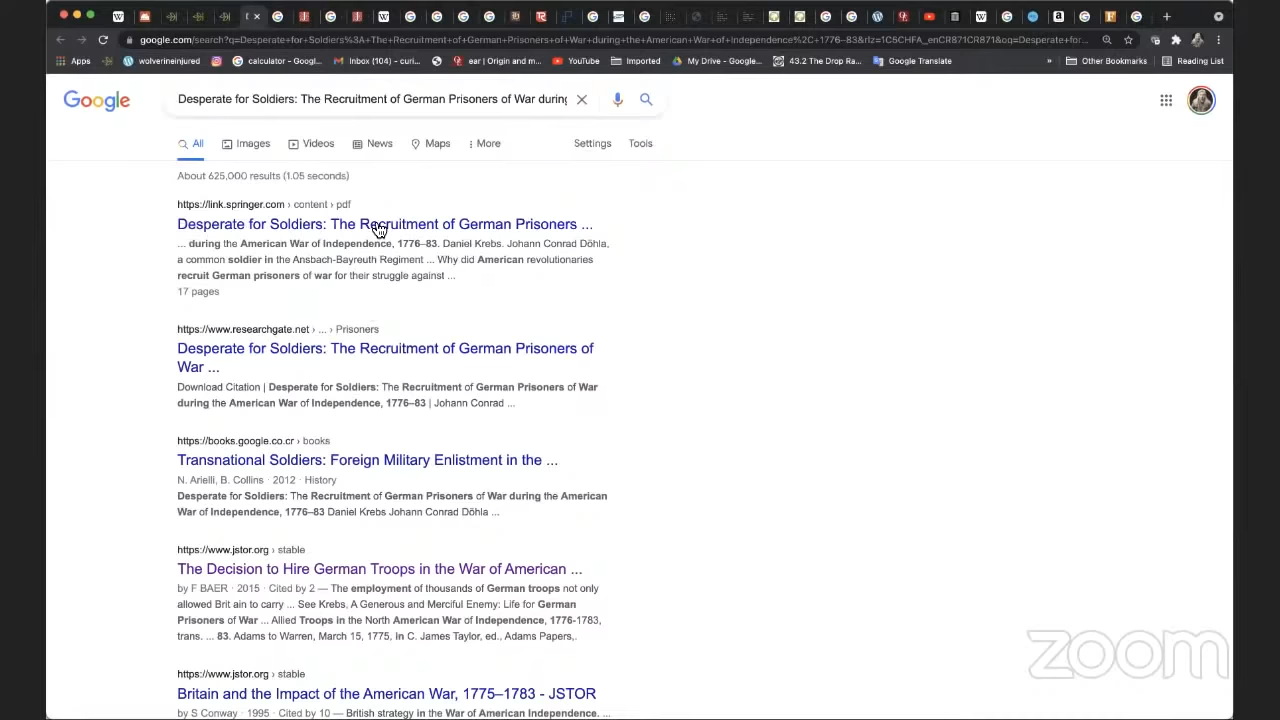 google.com/search?q=Desperate+for+Soldiers%3A+The+Recruitment+of+German+Prisoners+of+War+during+the+American+War+of+Independence%2C+1776–83&rlz=1C5CHFA_enCR871CR871&oq=Desperate+for...
Apps wolverineinjured calculator - Googl... Inbox (104) - curi... ear | Origin and m... YouTube Imported My Drive - Google... 43.2 The Drop Ra... Google Translate » Other Bookmarks Reading List
Google Desperate for Soldiers: The Recruitment of German Prisoners of War during
All Images Videos News Maps More Settings Tools
About 625,000 results (1.05 seconds)
https://link.springer.com › content › pdf
Desperate for Soldiers: The Recruitment of German Prisoners ...
... during the American War of Independence, 1776–83. Daniel Krebs. Johann Conrad Döhla,
a common soldier in the Ansbach-Bayreuth Regiment ... Why did American revolutionaries
recruit German prisoners of war for their struggle against ...
17 pages
https://www.researchgate.net › ... › Prisoners
Desperate for Soldiers: The Recruitment of German Prisoners of
War ...
Download Citation | Desperate for Soldiers: The Recruitment of German Prisoners of War
during the American War of Independence, 1776–83 | Johann Conrad ...
https://books.google.co.cr › books
Transnational Soldiers: Foreign Military Enlistment in the ...
N. Arielli, B. Collins · 2012 · History
Desperate for Soldiers: The Recruitment of German Prisoners of War during the American
War of Independence, 1776–83 Daniel Krebs Johann Conrad Döhla ...
https://www.jstor.org › stable
The Decision to Hire German Troops in the War of American ...
by F BAER · 2015 · Cited by 2 — The employment of thousands of German troops not only
allowed Brit ain to carry ... See Krebs, A Generous and Merciful Enemy: Life for German
Prisoners of War ... Allied Troops in the North American War of Independence, 1776-1783,
trans. ... 83. Adams to Warren, March 15, 1775, in C. James Taylor, ed., Adams Papers,.
zoom
https://www.jstor.org › stable
Britain and the Impact of the American War, 1775–1783 - JSTOR
by S Conway · 1995 · Cited by 10 — British strategy in the War of American Independence. ...